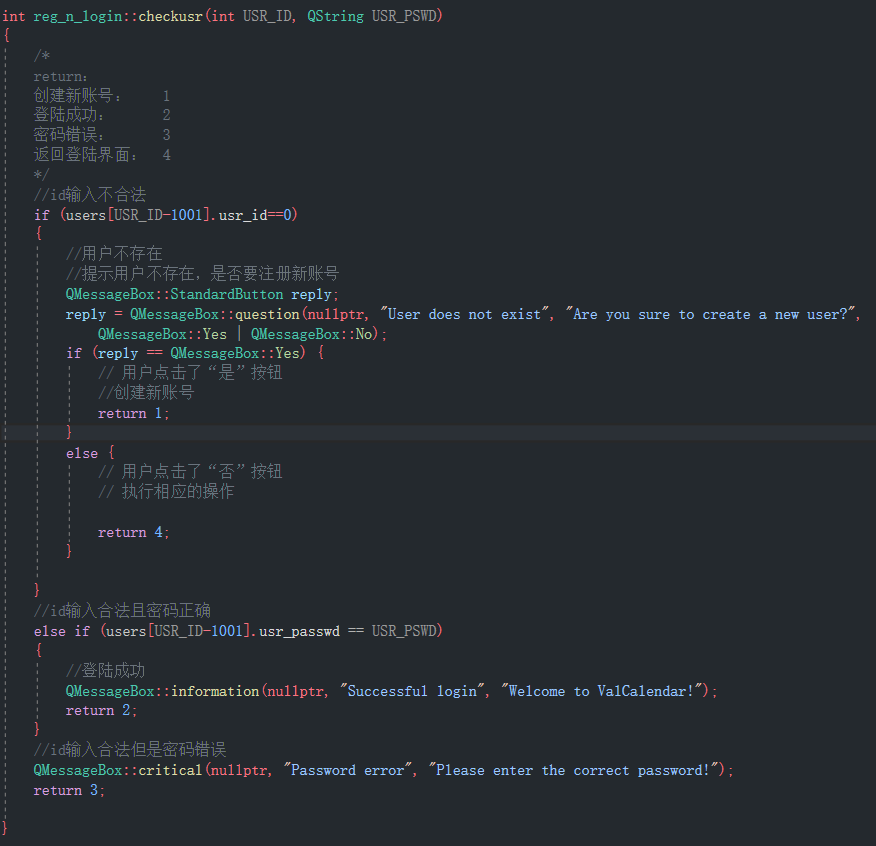 int reg_n_login::checkusr(int USR_ID, QString USR_PSWD)
{
/*
return:
创建新账号： 1
登陆成功： 2
密码错误： 3
返回登陆界面： 4
*/
//id输入不合法
if (users[USR_ID-1001].usr_id==0)
{
//用户不存在
//提示用户不存在，是否要注册新账号
QMessageBox::StandardButton reply;
reply = QMessageBox::question(nullptr, "User does not exist", "Are you sure to create a new user?",
QMessageBox::Yes | QMessageBox::No);
if (reply == QMessageBox::Yes) {
// 用户点击了“是”按钮
//创建新账号
return 1;
}
else {
// 用户点击了“否”按钮
// 执行相应的操作
return 4;
}
}
//id输入合法且密码正确
else if (users[USR_ID-1001].usr_passwd == USR_PSWD)
{
//登陆成功
QMessageBox::information(nullptr, "Successful login", "Welcome to ValCalendar!");
return 2;
}
//id输入合法但是密码错误
QMessageBox::critical(nullptr, "Password error", "Please enter the correct password!");
return 3;
}